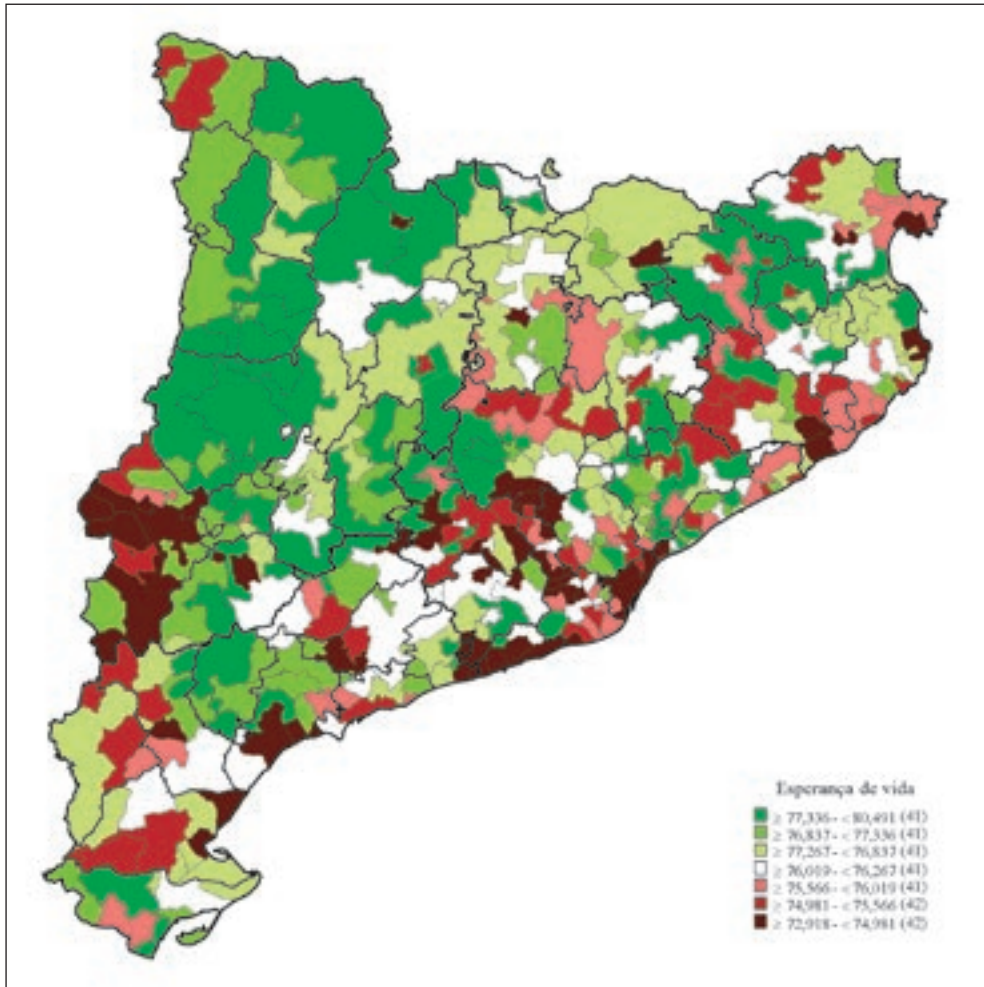 Esperança de vida
≥ 77,336 - < 80,491 (41)
≥ 76,837 - < 77,336 (41)
≥ 77,267 - < 76,837 (41)
≥ 76,019 - < 76,267 (41)
≥ 75,566 - < 76,019 (41)
≥ 74,981 - < 75,566 (42)
≥ 72,918 - < 74,981 (42)